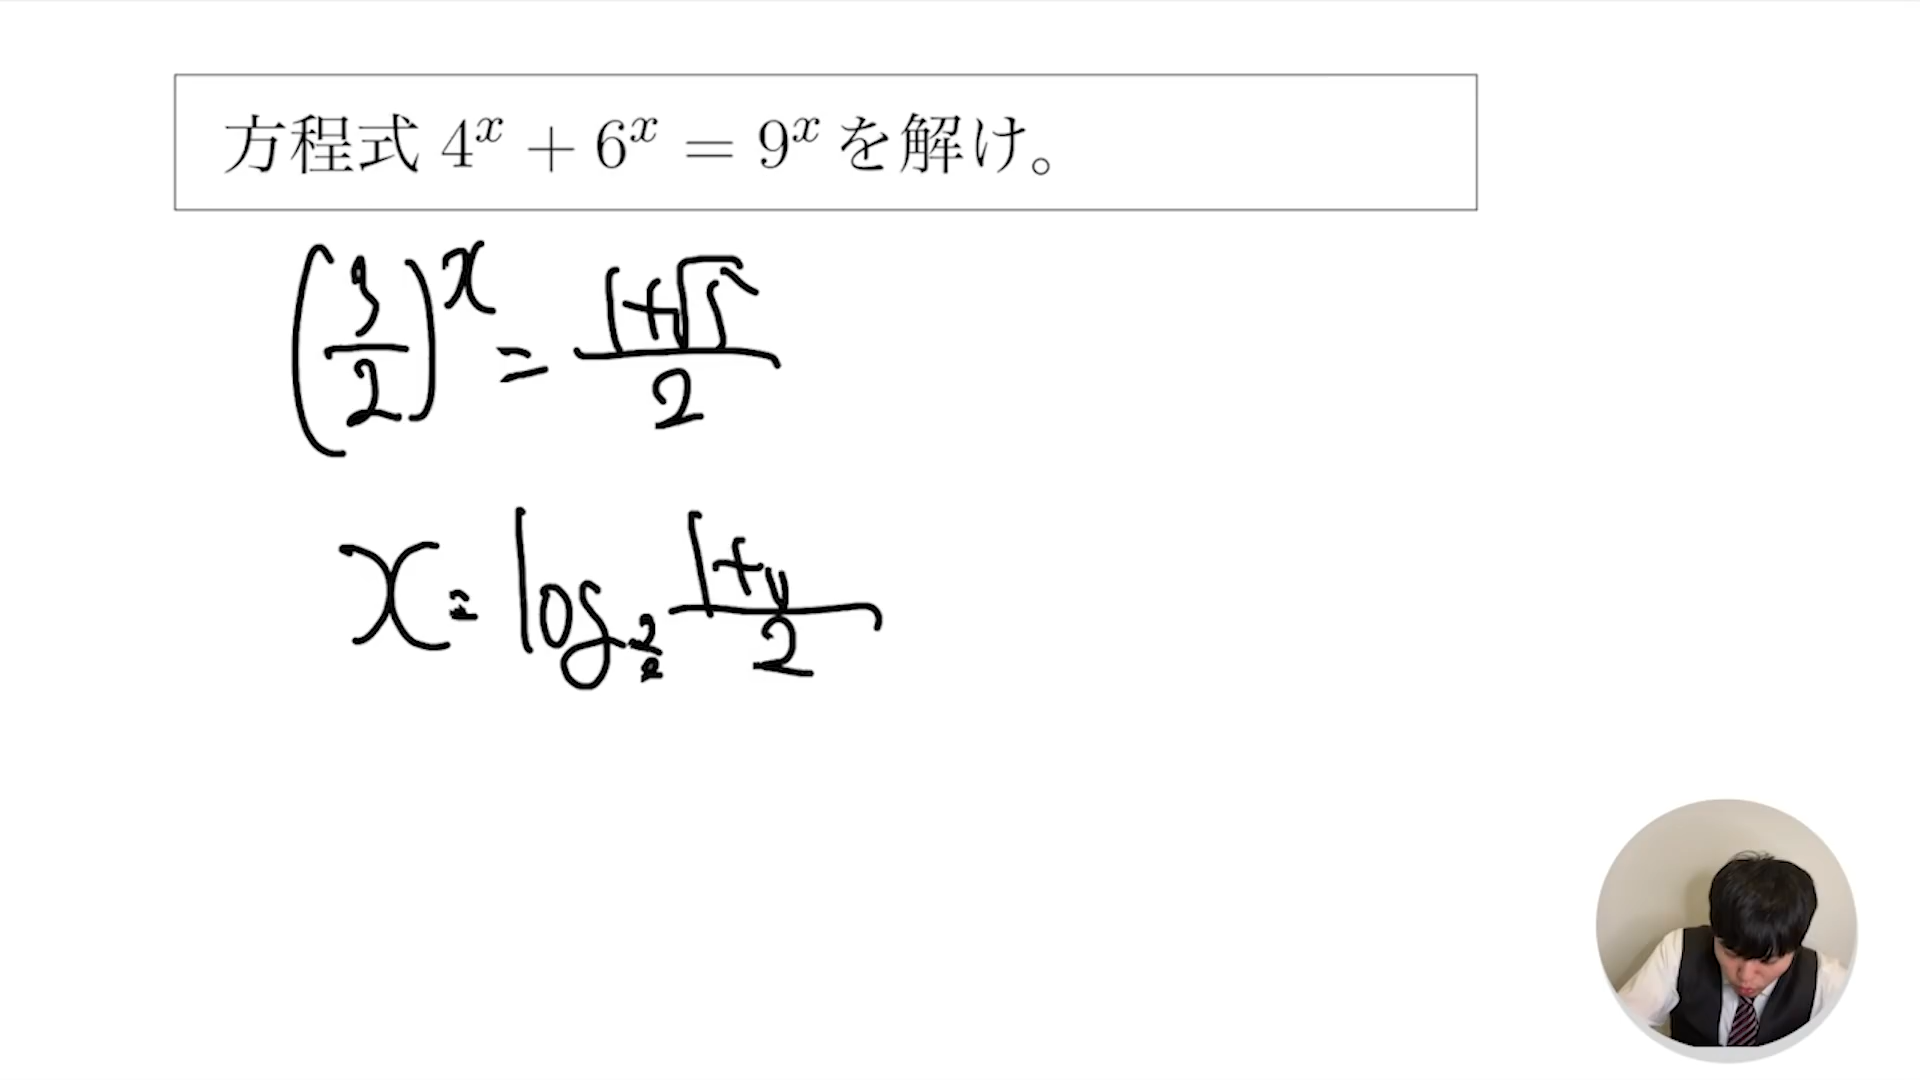 方程式 4^x + 6^x = 9^x を解け。
(3/2)^x = (1+√5)/2
x = log_{3/2} (1+√)/2